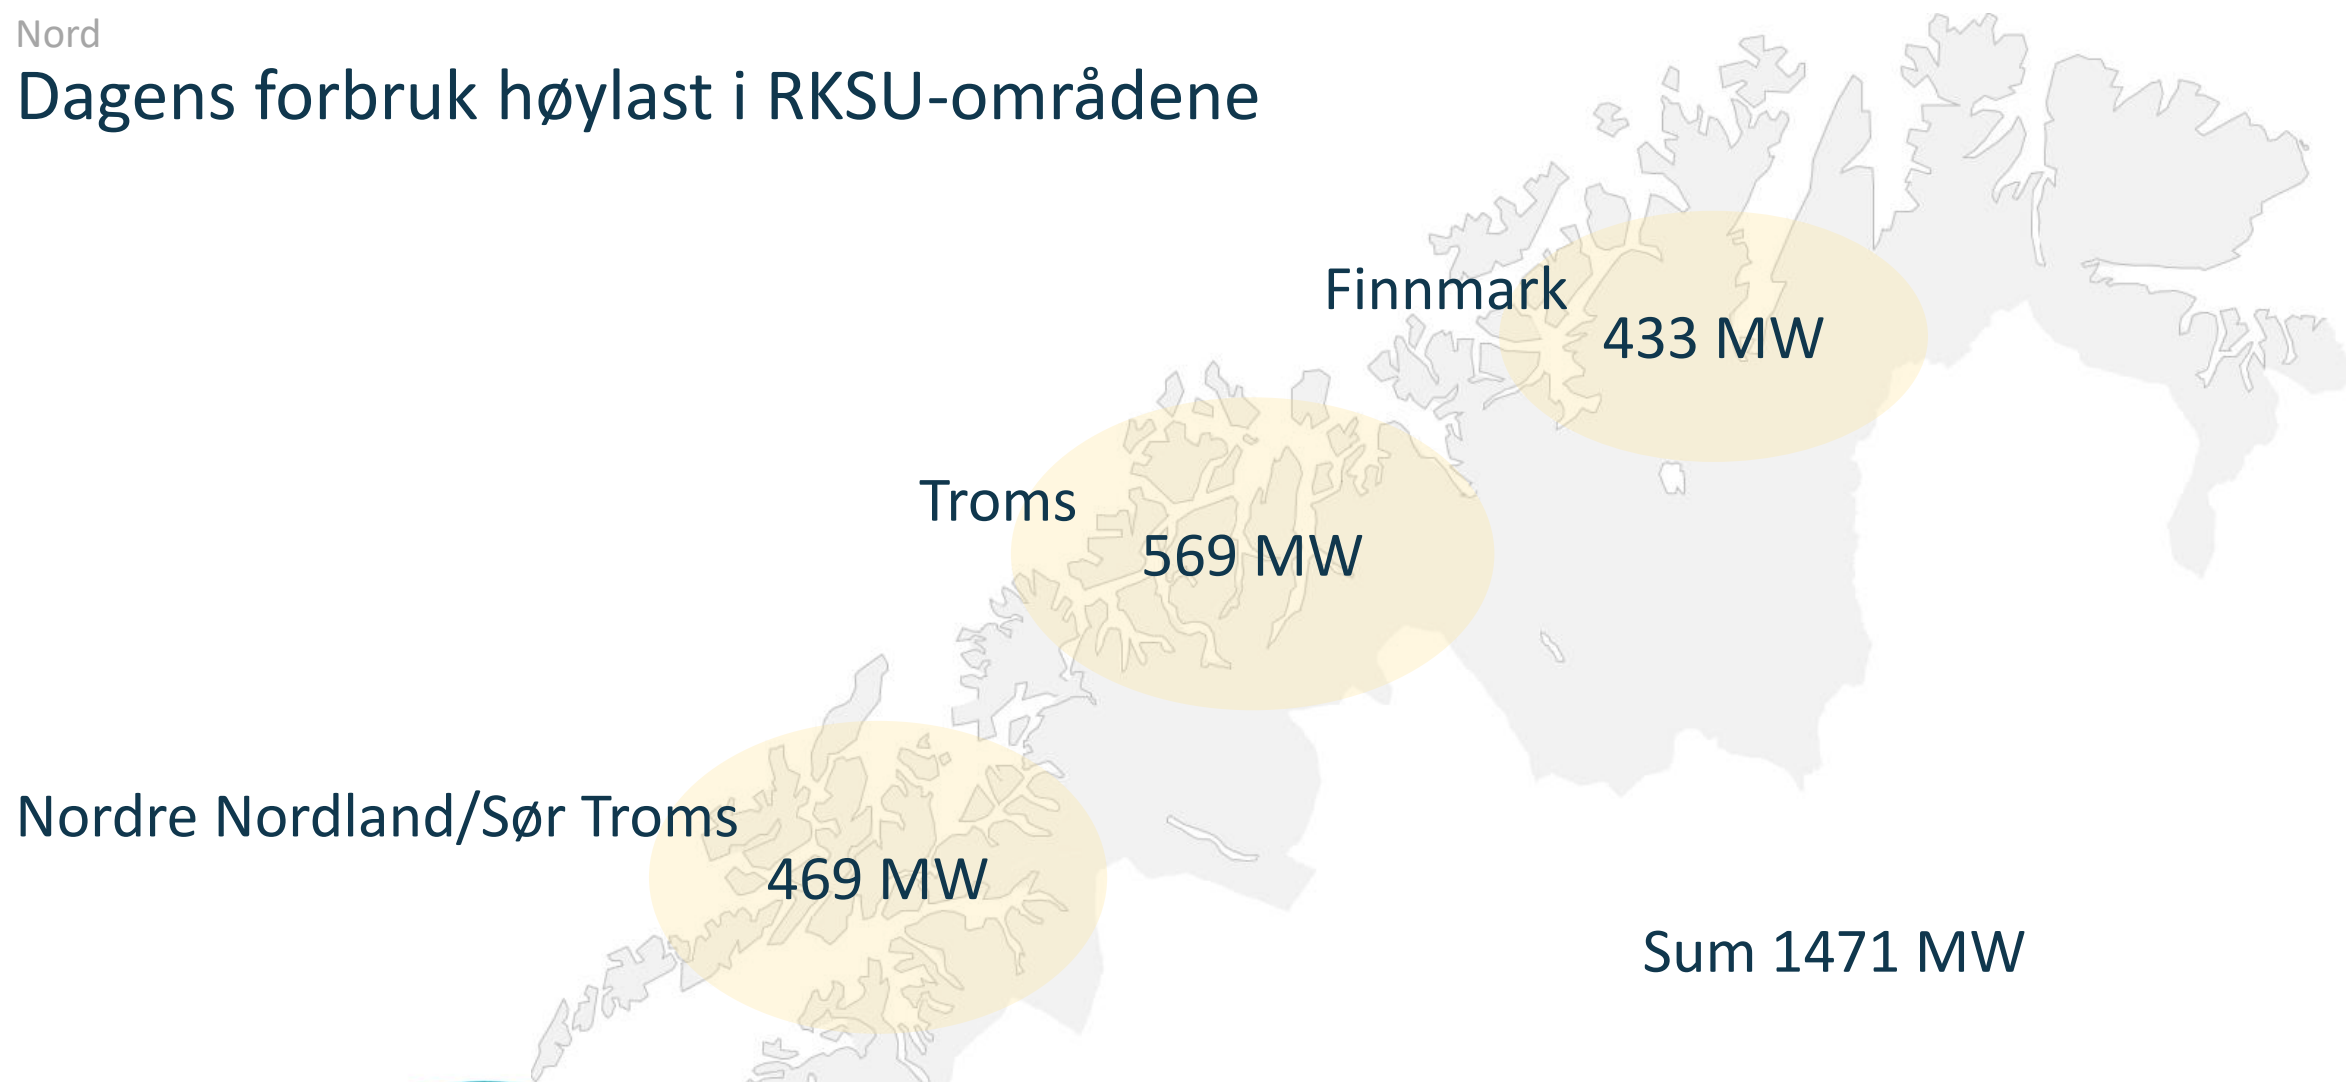 Nord
Dagens forbruk høylast i RKSU-områdene
Finnmark
433 MW
Troms
569 MW
Nordre Nordland/Sør Troms
469 MW
Sum 1471 MW